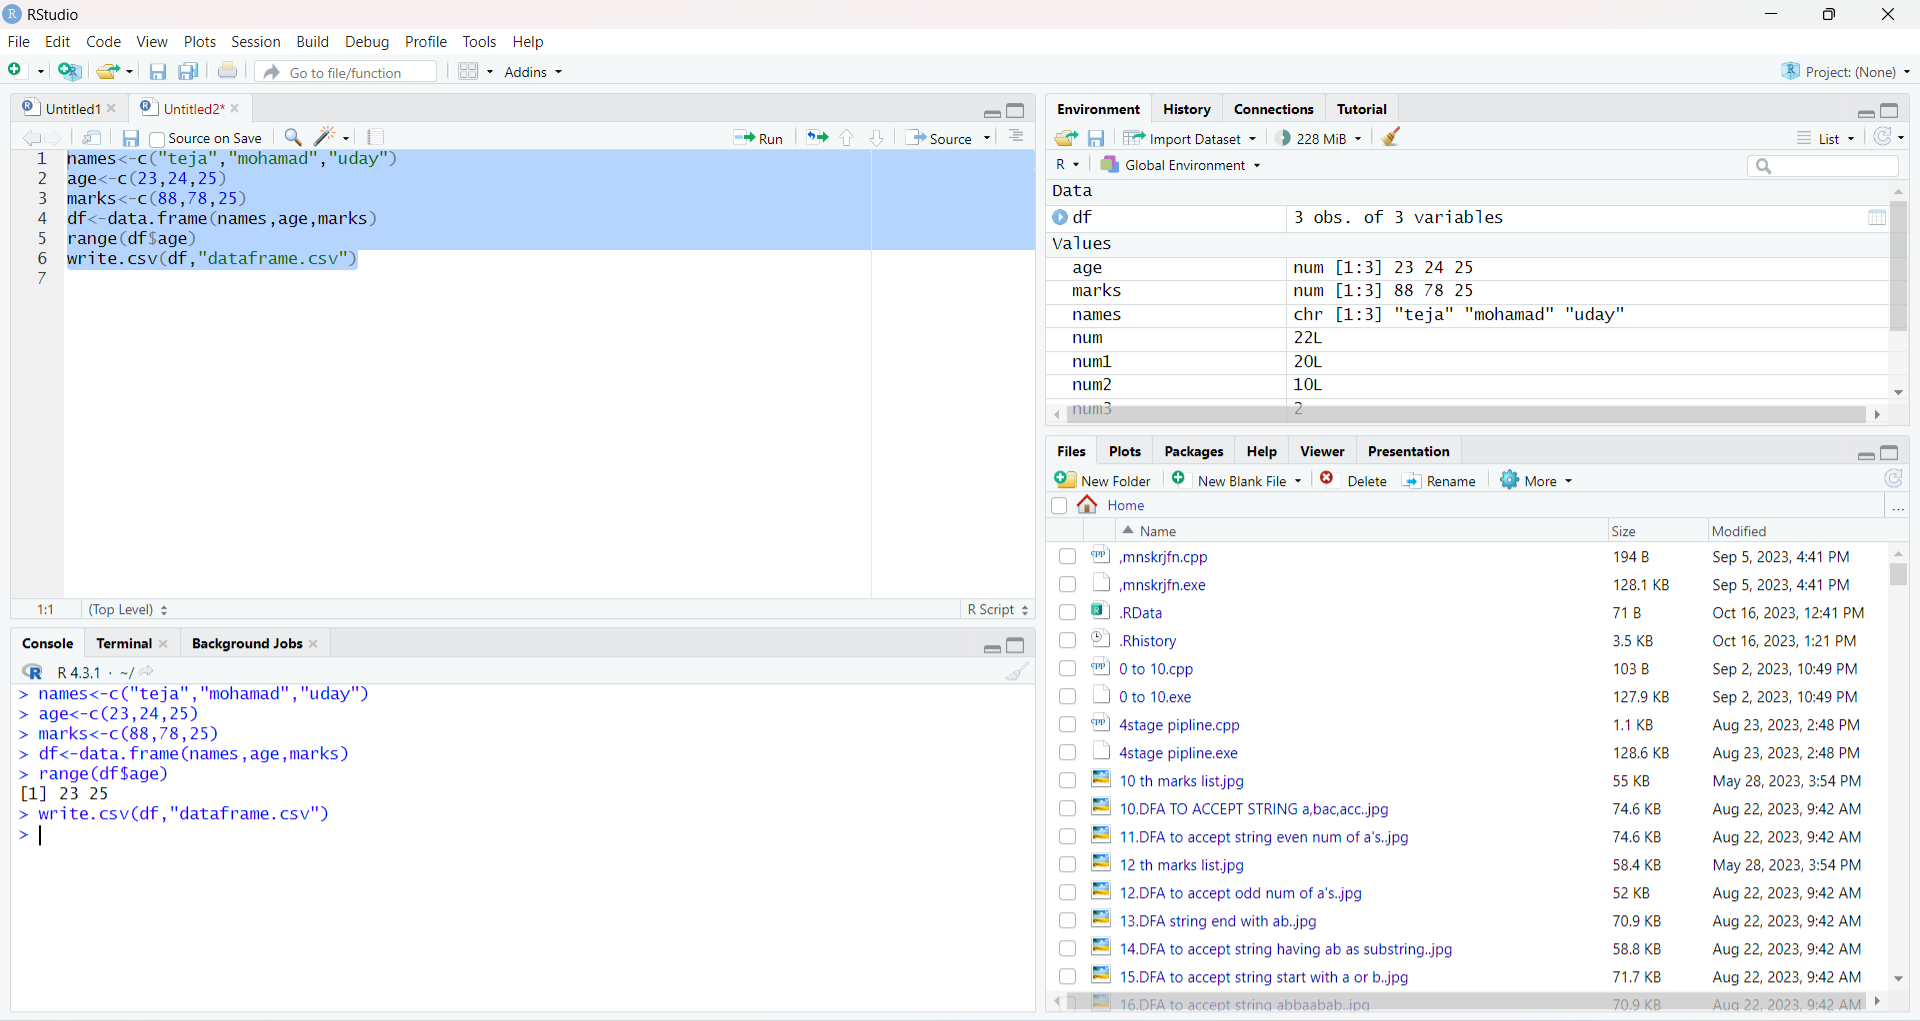 RStudio
File Edit Code View Plots Session Build Debug Profile Tools Help
Go to file/function Addins Project: (None)
Untitled1 Untitled2*
Source on Save Run Source
1 names<-c("teja","mohamad","uday")
2 age<-c(23,24,25)
3 marks<-c(88,78,25)
4 df<-data.frame(names,age,marks)
5 range(df$age)
6 write.csv(df,"dataframe.csv")
7
1:1 (Top Level) R Script
Console Terminal Background Jobs
R 4.3.1 · ~/
> names<-c("teja","mohamad","uday")
> age<-c(23,24,25)
> marks<-c(88,78,25)
> df<-data.frame(names,age,marks)
> range(df$age)
[1] 23 25
> write.csv(df,"dataframe.csv")
>
Environment History Connections Tutorial
Import Dataset 228 MiB List
R Global Environment
Data
df 3 obs. of 3 variables
Values
age num [1:3] 23 24 25
marks num [1:3] 88 78 25
names chr [1:3] "teja" "mohamad" "uday"
num 22L
num1 20L
num2 10L
num3 2
Files Plots Packages Help Viewer Presentation
New Folder New Blank File Delete Rename More
Home ...
Name Size Modified
,mnskrjfn.cpp 194 B Sep 5, 2023, 4:41 PM
,mnskrjfn.exe 128.1 KB Sep 5, 2023, 4:41 PM
.RData 71 B Oct 16, 2023, 12:41 PM
.Rhistory 3.5 KB Oct 16, 2023, 1:21 PM
0 to 10.cpp 103 B Sep 2, 2023, 10:49 PM
0 to 10.exe 127.9 KB Sep 2, 2023, 10:49 PM
4stage pipline.cpp 1.1 KB Aug 23, 2023, 2:48 PM
4stage pipline.exe 128.6 KB Aug 23, 2023, 2:48 PM
10 th marks list.jpg 55 KB May 28, 2023, 3:54 PM
10.DFA TO ACCEPT STRING a,bac,acc..jpg 74.6 KB Aug 22, 2023, 9:42 AM
11.DFA to accept string even num of a's..jpg 74.6 KB Aug 22, 2023, 9:42 AM
12 th marks list.jpg 58.4 KB May 28, 2023, 3:54 PM
12.DFA to accept odd num of a's..jpg 52 KB Aug 22, 2023, 9:42 AM
13.DFA string end with ab..jpg 70.9 KB Aug 22, 2023, 9:42 AM
14.DFA to accept string having ab as substring..jpg 58.8 KB Aug 22, 2023, 9:42 AM
15.DFA to accept string start with a or b..jpg 71.7 KB Aug 22, 2023, 9:42 AM
16.DFA to accept string abbaabab..jpg 70.9 KB Aug 22, 2023, 9:42 AM